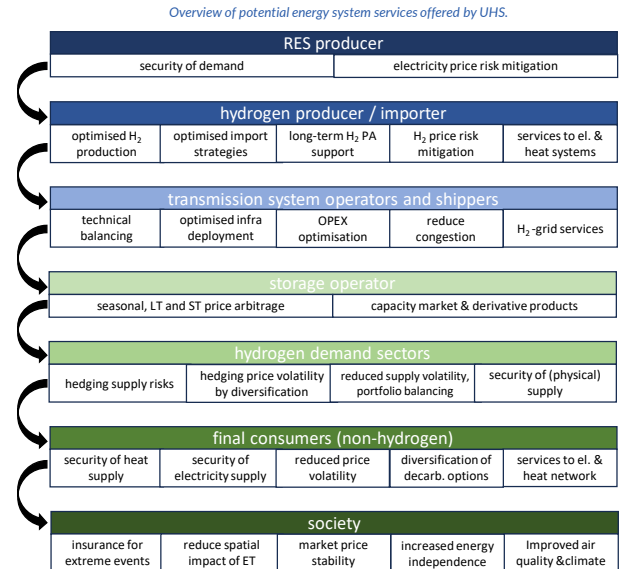 Overview of potential energy system services offered by UHS.
RES producer
security of demand
electricity price risk mitigation
hydrogen producer / importer
optimised H₂
production
optimised import
strategies
long-term H₂ PA
support
H₂ price risk
mitigation
services to el. &
heat systems
transmission system operators and shippers
technical
balancing
optimised infra
deployment
OPEX
optimisation
reduce
congestion
H₂ -grid services
storage operator
seasonal, LT and ST price arbitrage
capacity market & derivative products
hydrogen demand sectors
hedging supply risks
hedging price volatility
by diversification
reduced supply volatility,
portfolio balancing
security of (physical)
supply
final consumers (non-hydrogen)
security of heat
supply
security of
electricity supply
reduced price
volatility
diversification of
decarb. options
services to el. &
heat network
society
insurance for
extreme events
reduce spatial
impact of ET
market price
stability
increased energy
independence
Improved air
quality &climate